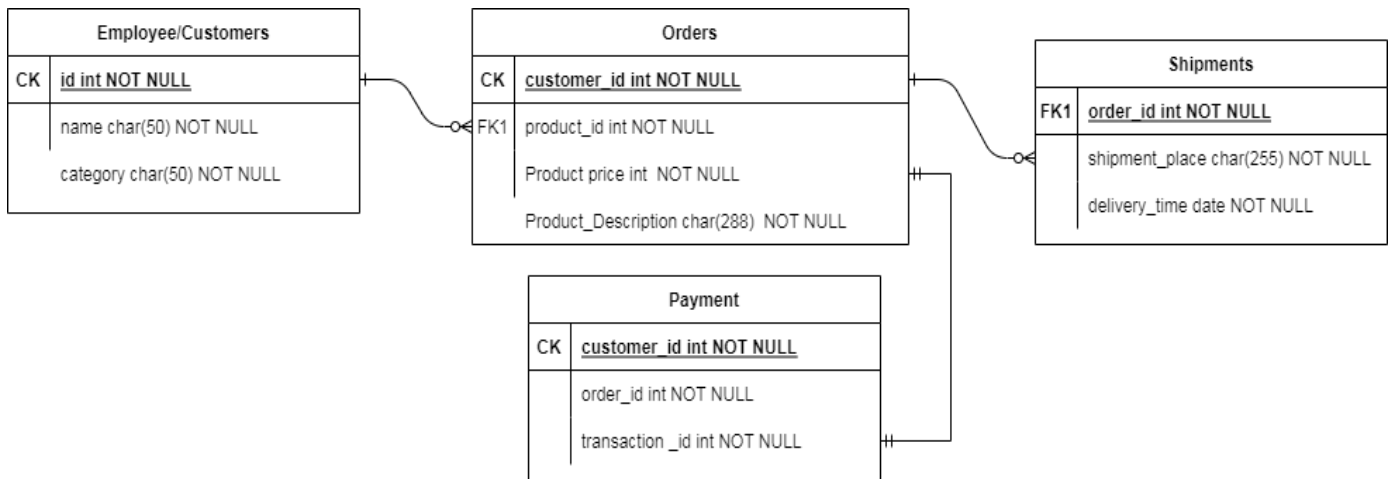 Employee/Customers
CK id int NOT NULL
name char(50) NOT NULL
category char(50) NOT NULL
Orders
CK customer_id int NOT NULL
FK1 product_id int NOT NULL
Product price int NOT NULL
Product_Description char(288) NOT NULL
Shipments
FK1 order_id int NOT NULL
shipment_place char(255) NOT NULL
delivery_time date NOT NULL
Payment
CK customer_id int NOT NULL
order_id int NOT NULL
transaction _id int NOT NULL